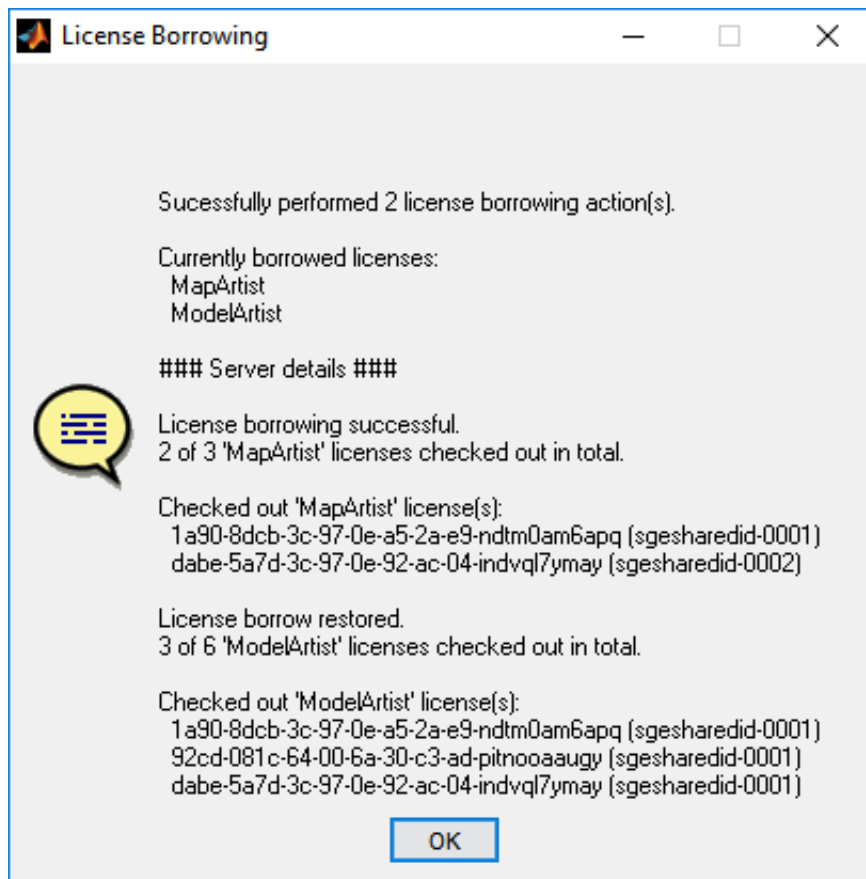 License Borrowing
Sucessfully performed 2 license borrowing action(s).
Currently borrowed licenses:
MapArtist
ModelArtist
### Server details ###
License borrowing successful.
2 of 3 'MapArtist' licenses checked out in total.
Checked out 'MapArtist' license(s):
1a90-8dcb-3c-97-0e-a5-2a-e9-ndtm0am6apq (sgesharedid-0001)
dabe-5a7d-3c-97-0e-92-ac-04-indvql7ymay (sgesharedid-0002)
License borrow restored.
3 of 6 'ModelArtist' licenses checked out in total.
Checked out 'ModelArtist' license(s):
1a90-8dcb-3c-97-0e-a5-2a-e9-ndtm0am6apq (sgesharedid-0001)
92cd-081c-64-00-6a-30-c3-ad-pitnooaaugy (sgesharedid-0001)
dabe-5a7d-3c-97-0e-92-ac-04-indvql7ymay (sgesharedid-0001)
OK